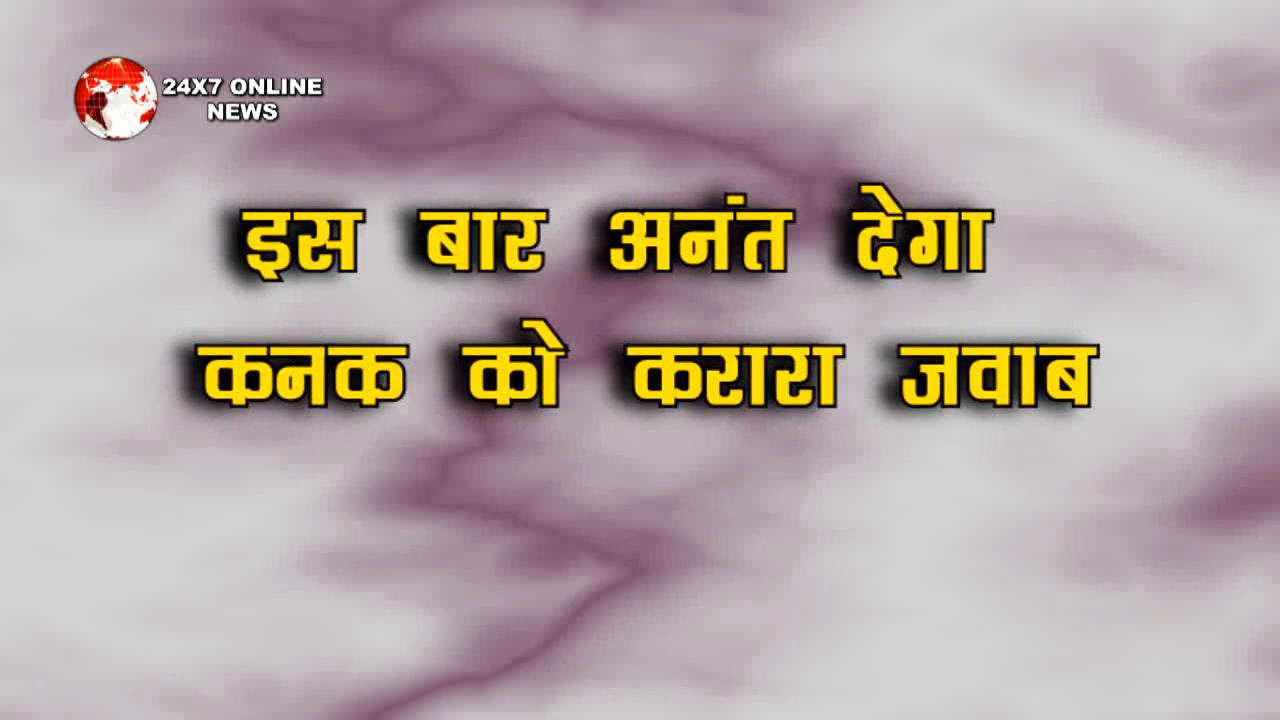 24X7 ONLINE
NEWS
इस बार अनंत देगा
कनक को करारा जवाब